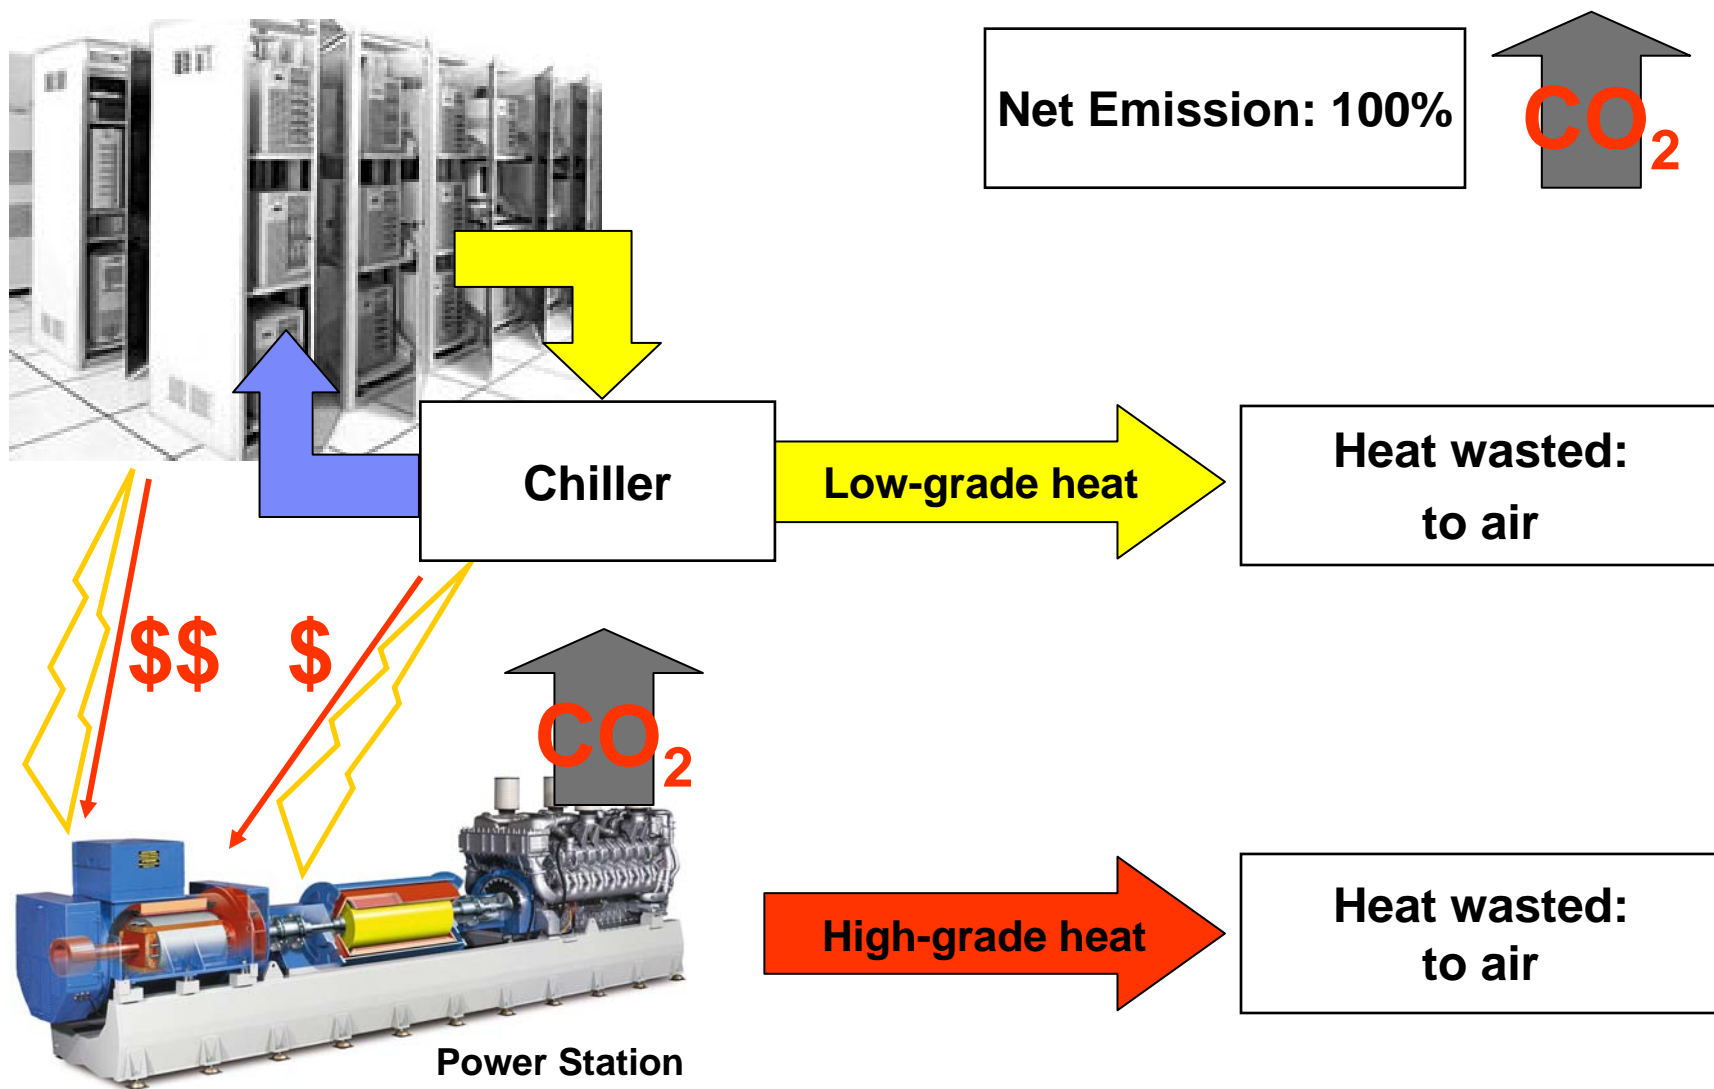 Net Emission: 100%
CO₂
Chiller
Low-grade heat
Heat wasted:
to air
$$
$
CO₂
High-grade heat
Heat wasted:
to air
Power Station